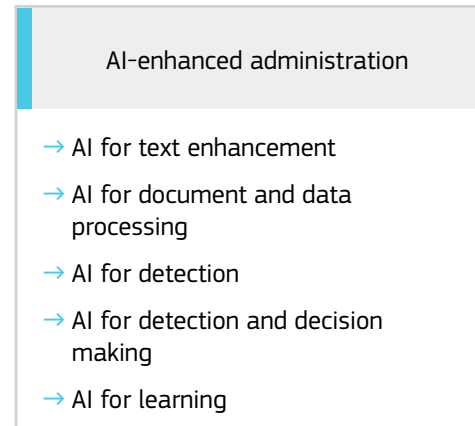 AI-enhanced administration
→ AI for text enhancement
→ AI for document and data
processing
→ AI for detection
→ AI for detection and decision
making
→ AI for learning